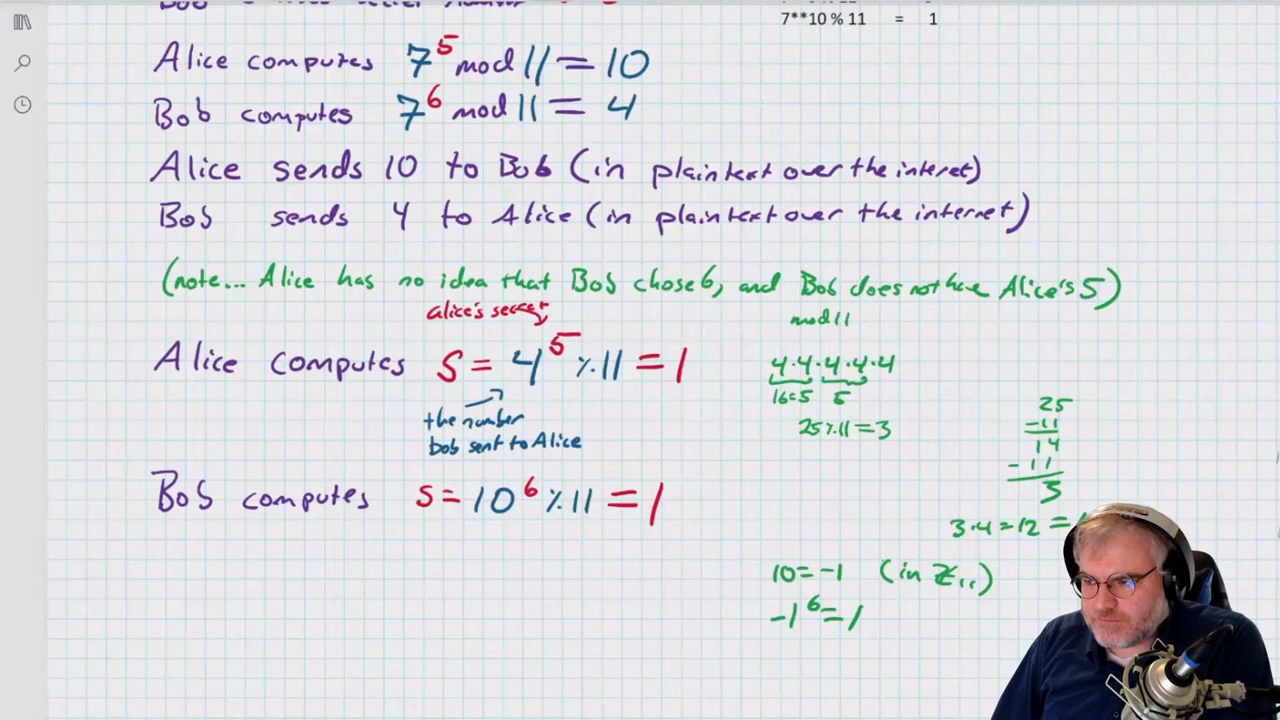 7**10 % 11 = 1
Alice computes 7^5 mod 11 = 10
Bob computes 7^6 mod 11 = 4
Alice sends 10 to Bob (in plaintext over the interet)
Bob sends 4 to Alice (in plaintext over the internet)
(note... Alice has no idea that Bob chose 6, and Bob does not have Alice's 5)
alice's secret
mod 11
Alice computes S = 4^5 % 11 = 1
4·4·4·4·4
16=5 5
25%11=3
the number
bob sent to Alice
25
-11
14
-11
3
3·4=12=
Bob computes s = 10^6 % 11 = 1
10=-1 (in Z₁₁)
-1^6=1